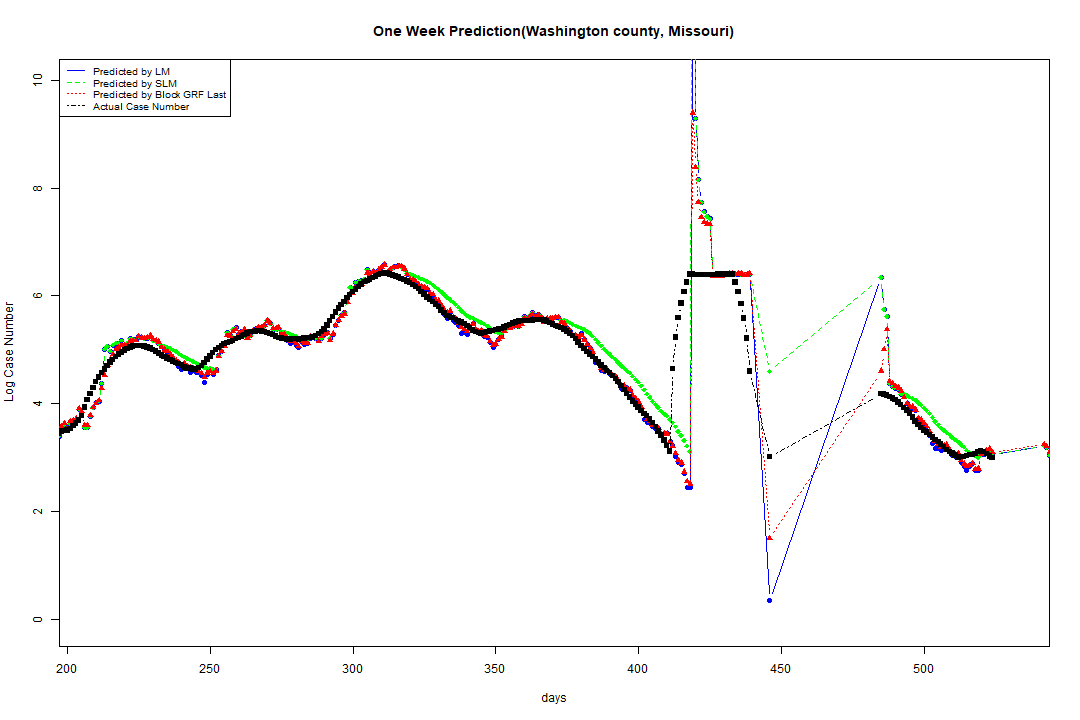 One Week Prediction(Washington county, Missouri)
Predicted by LM
Predicted by SLM
Predicted by Block GRF Last
Actual Case Number
10
8
6
4
2
0
Log Case Number
200 250 300 350 400 450 500
days